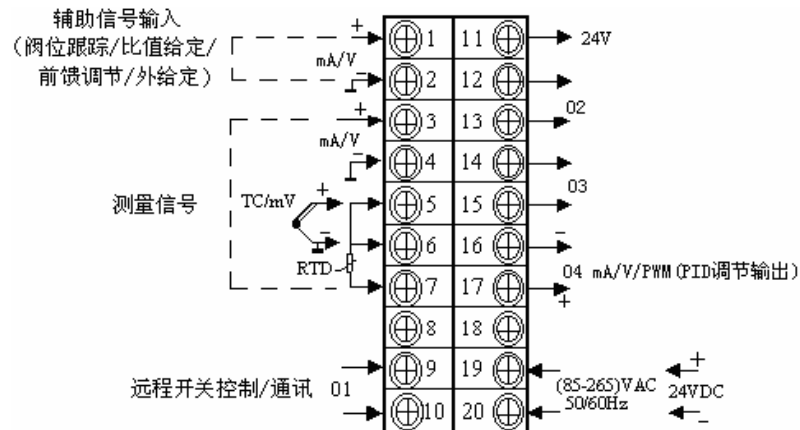 辅助信号输入
(阀位跟踪/比值给定/
前馈调节/外给定)
+
mA/V
-
1 11
24V
2 12
+
mA/V
-
3 13
02
4 14
测量信号
TC/mV
+
-
RTD
5 15
03
6 16
-
7 17
04 mA/V/PWM(PID调节输出)
+
8 18
远程开关控制/通讯 01
9 19
10 20
(85-265)VAC
50/60Hz
+
24VDC
-